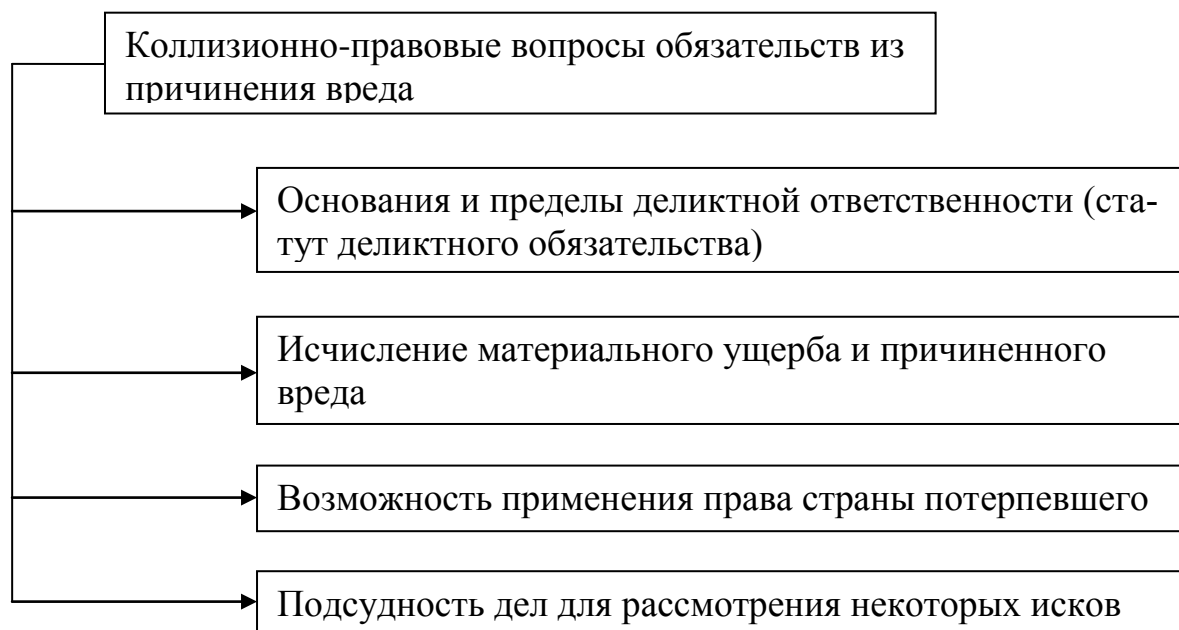 Коллизионно-правовые вопросы обязательств из
причинения вреда
Основания и пределы деликтной ответственности (ста-
тут деликтного обязательства)
Исчисление материального ущерба и причиненного
вреда
Возможность применения права страны потерпевшего
Подсудность дел для рассмотрения некоторых исков